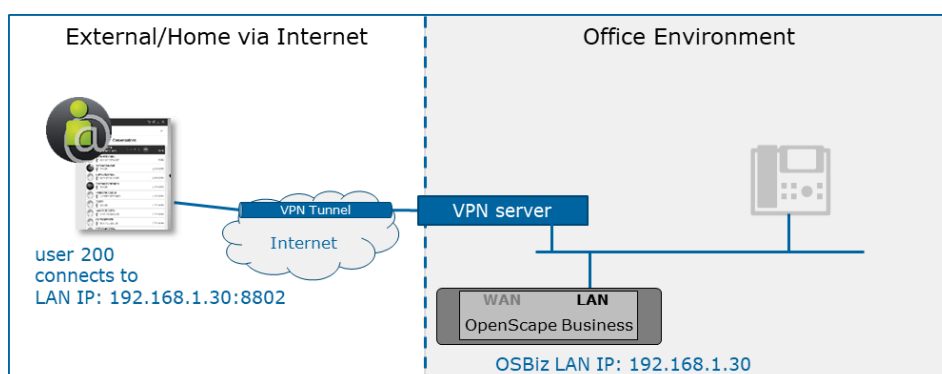 External/Home via Internet
Office Environment
@
VPN Tunnel
VPN server
Internet
user 200
connects to
LAN IP: 192.168.1.30:8802
WAN LAN
OpenScape Business
OSBiz LAN IP: 192.168.1.30